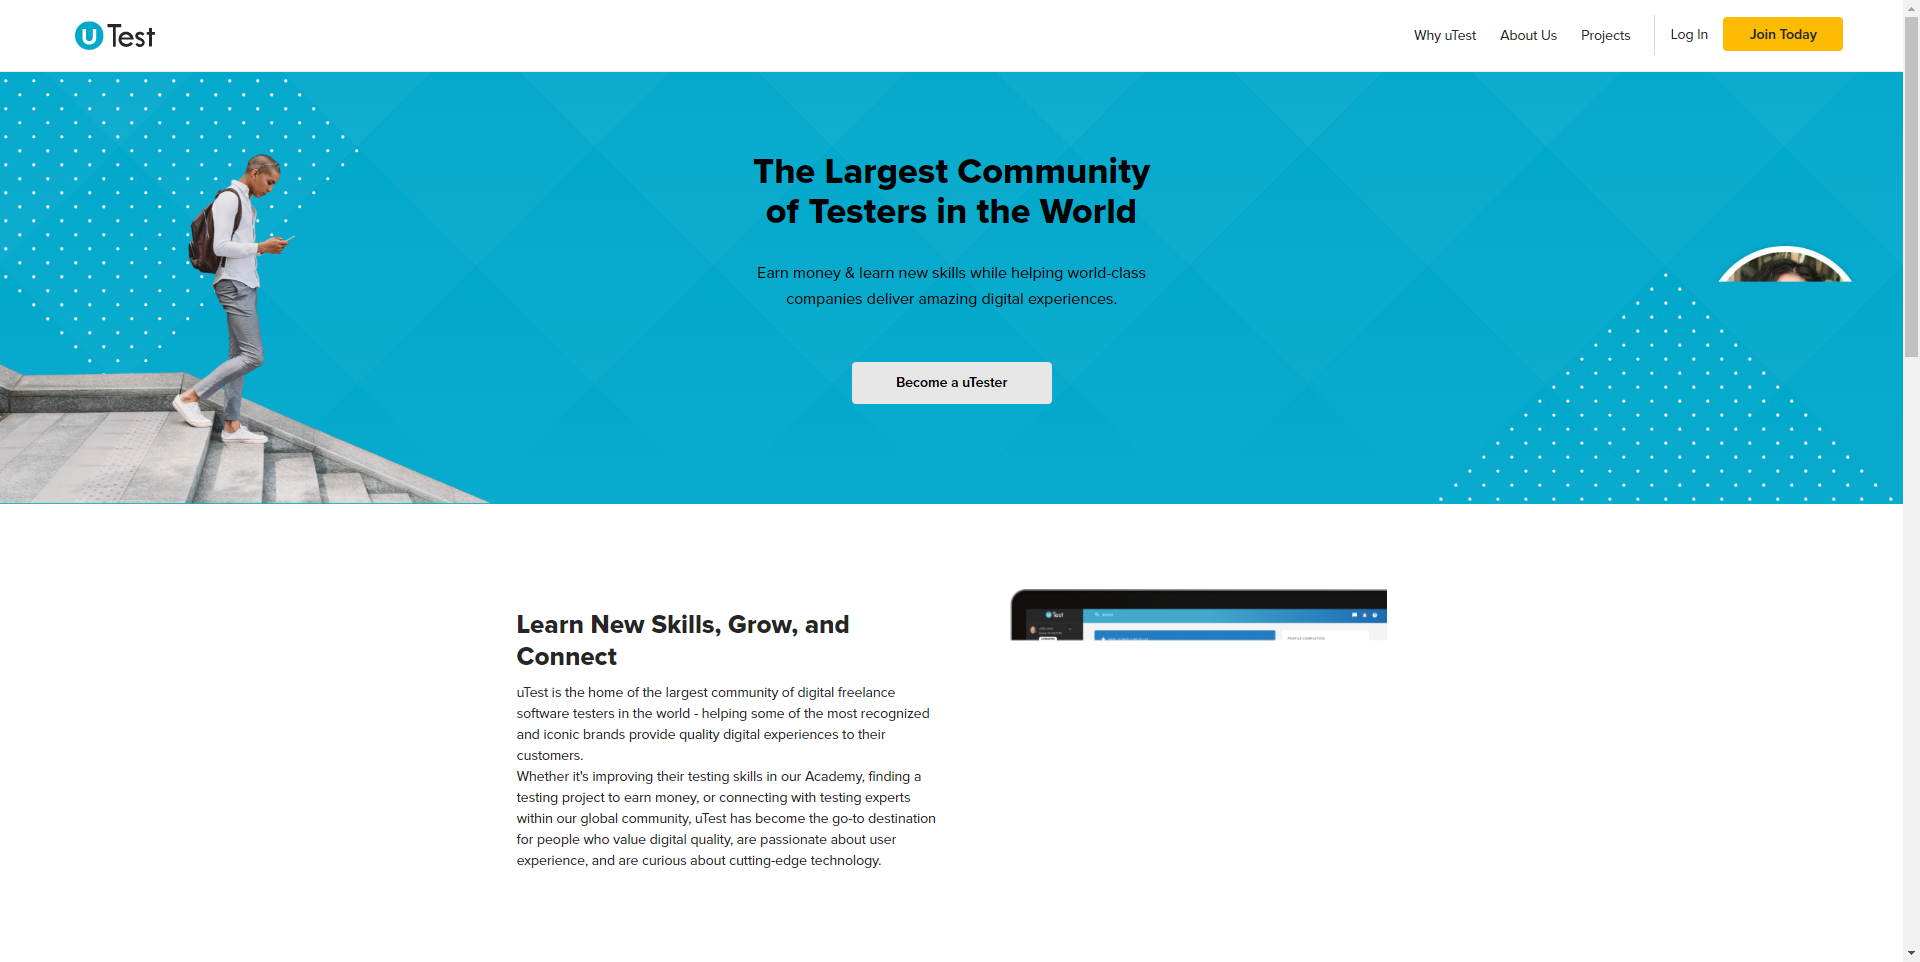 uTest
Why uTest
About Us
Projects
Log In
Join Today
The Largest Community
of Testers in the World
Earn money & learn new skills while helping world-class
companies deliver amazing digital experiences.
Become a uTester
Learn New Skills, Grow, and
Connect
uTest is the home of the largest community of digital freelance
software testers in the world - helping some of the most recognized
and iconic brands provide quality digital experiences to their
customers.
Whether it's improving their testing skills in our Academy, finding a
testing project to earn money, or connecting with testing experts
within our global community, uTest has become the go-to destination
for people who value digital quality, are passionate about user
experience, and are curious about cutting-edge technology.
uTest
Search
PROFILE COMPLETION